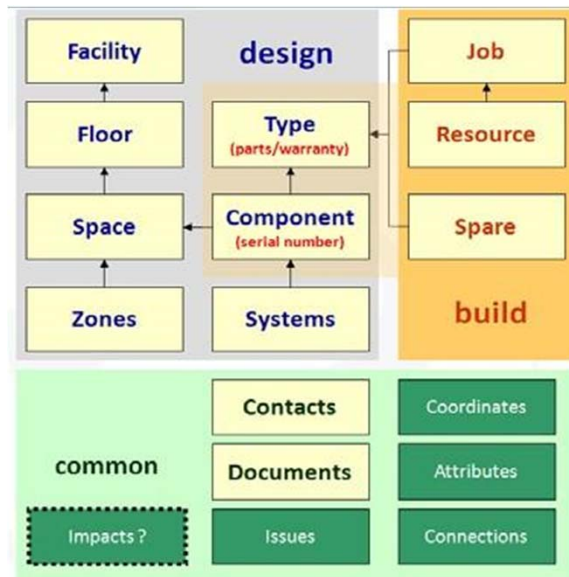 Facility
design
Job
Floor
Type
(parts/warranty)
Resource
Space
Component
(serial number)
Spare
Zones
Systems
build
Contacts
Coordinates
common
Documents
Attributes
Impacts ?
Issues
Connections